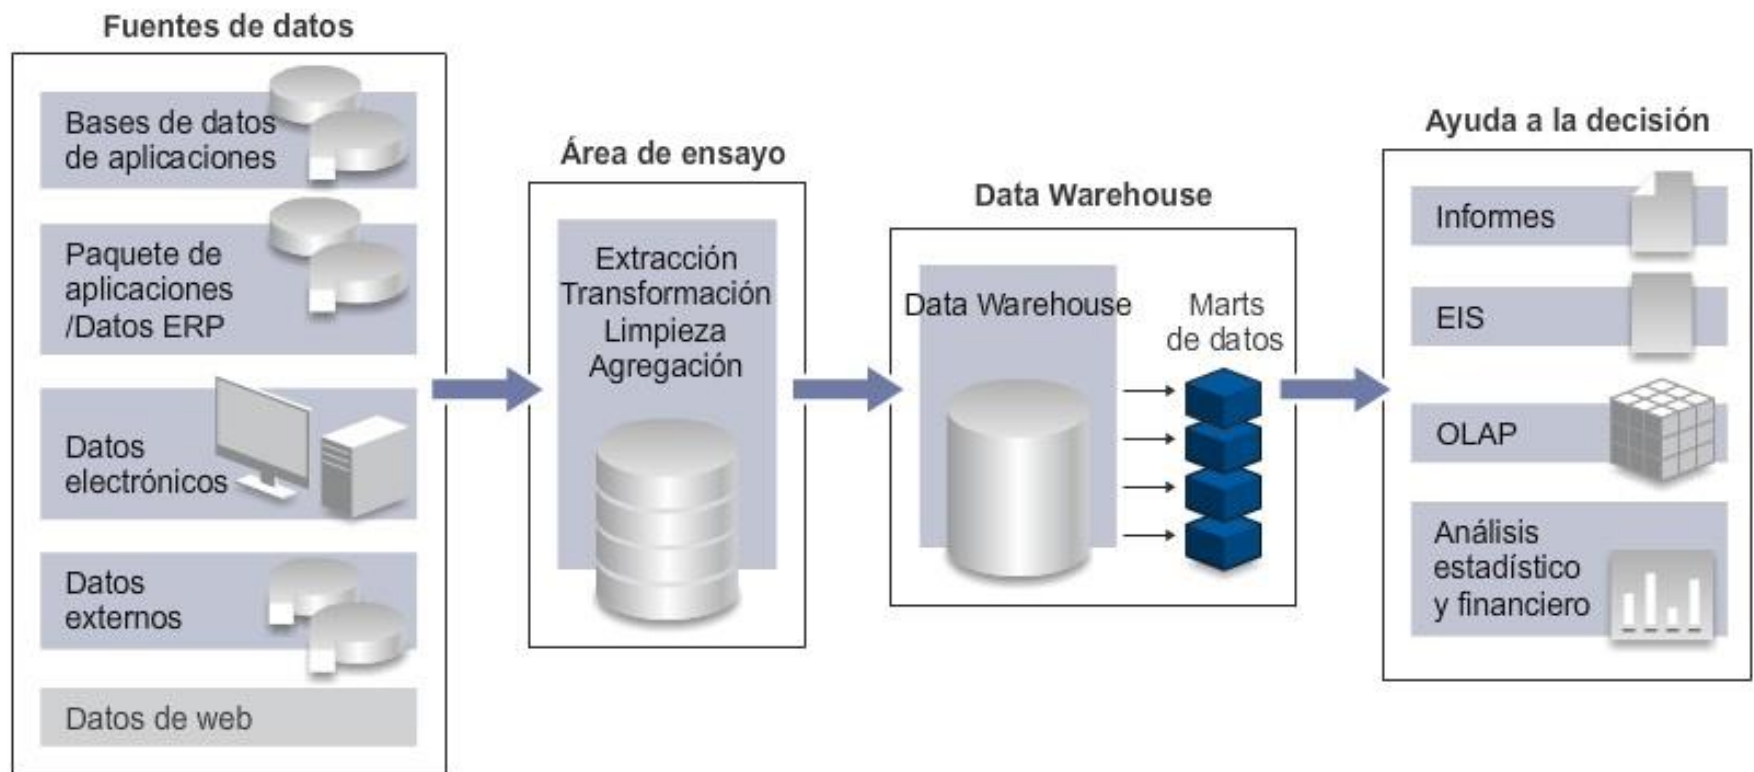 Fuentes de datos
Bases de datos
de aplicaciones
Paquete de
aplicaciones
/Datos ERP
Datos
electrónicos
Datos
externos
Datos de web
Área de ensayo
Extracción
Transformación
Limpieza
Agregación
Data Warehouse
Data Warehouse
Marts
de datos
Ayuda a la decisión
Informes
EIS
OLAP
Análisis
estadístico
y financiero